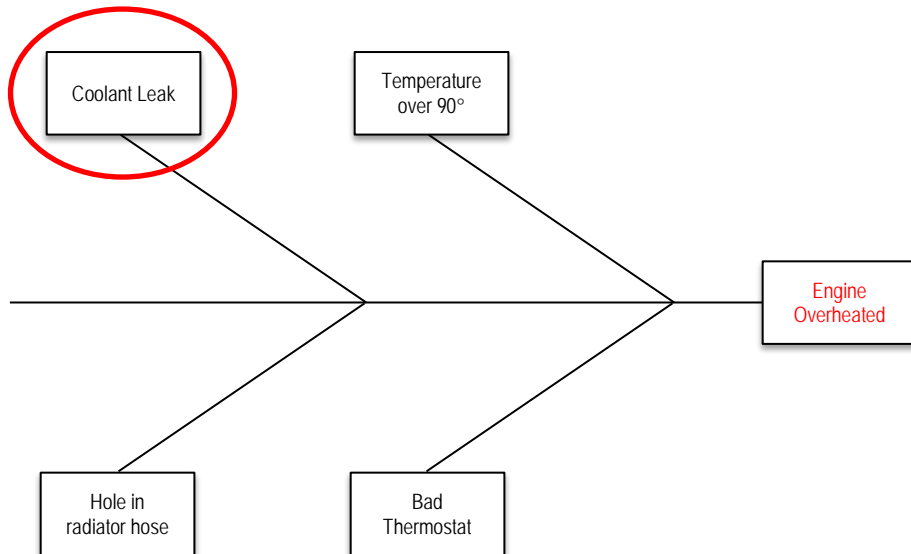 Coolant Leak
Temperature
over 90°
Engine
Overheated
Hole in
radiator hose
Bad
Thermostat